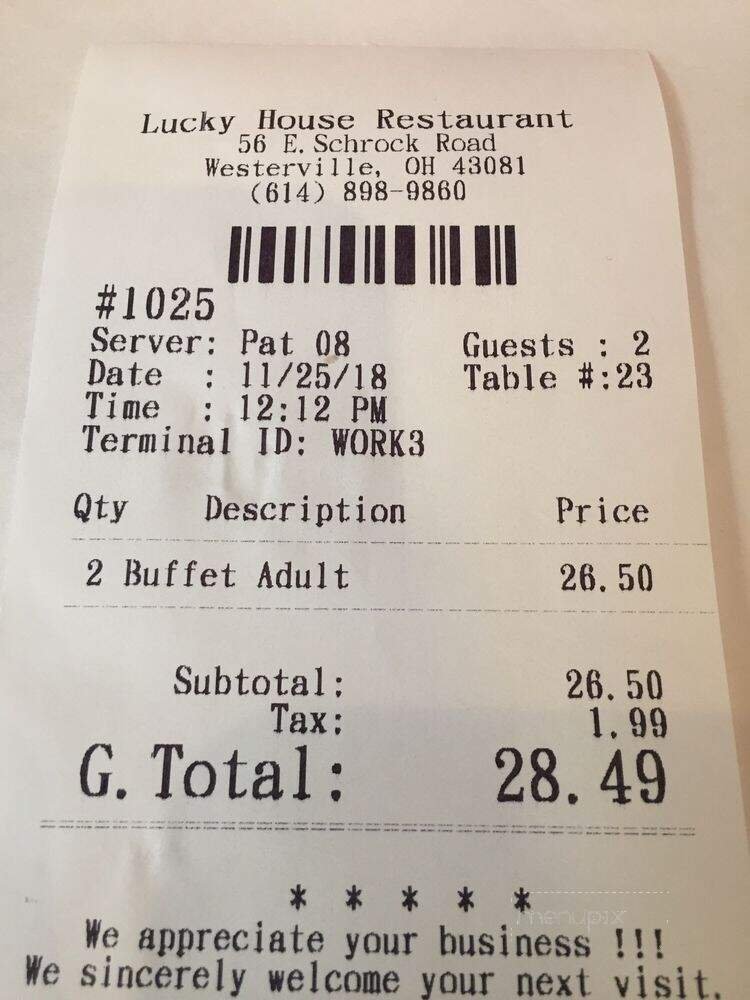 Lucky House Restaurant
56 E. Schrock Road
Westerville, OH 43081
(614) 898-9860
#1025
Server: Pat 08 Guests : 2
Date : 11/25/18 Table #:23
Time : 12:12 PM
Terminal ID: WORK3
Qty Description Price
2 Buffet Adult 26.50
Subtotal: 26.50
Tax: 1.99
G. Total: 28.49
* * * * *
menupix
We appreciate your business !!!
We sincerely welcome your next visit.